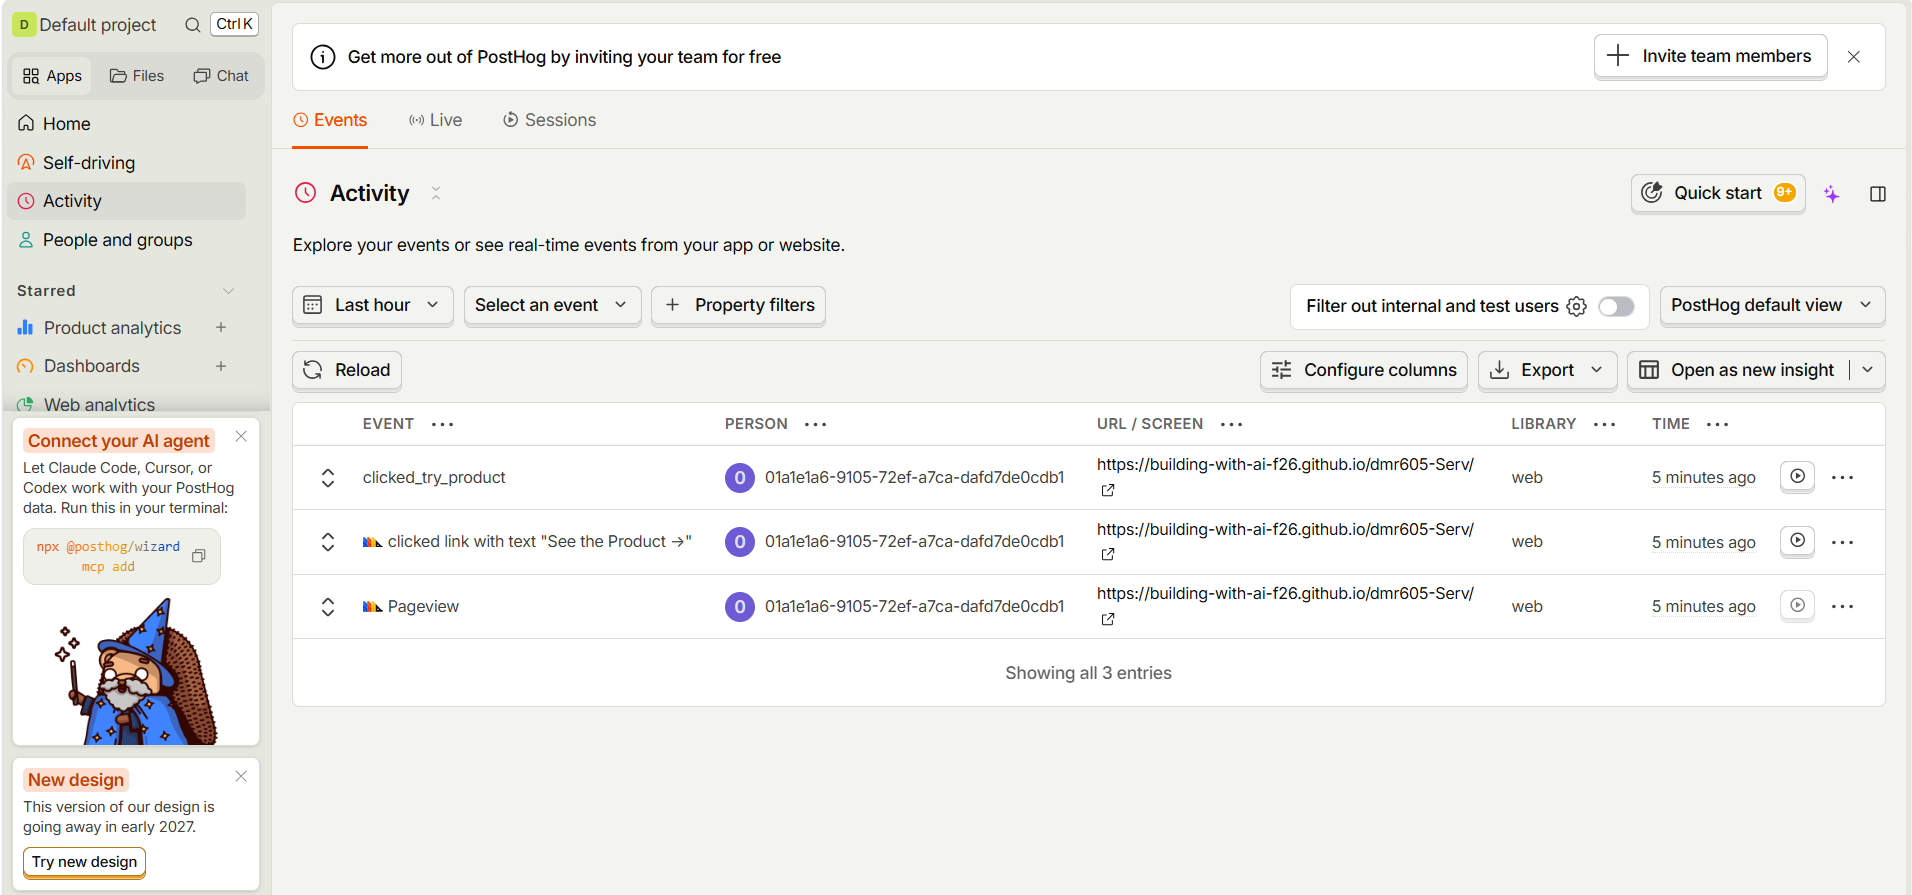 D Default project Ctrl K
Apps Files Chat
Home
Self-driving
Activity
People and groups
Starred
Product analytics
Dashboards
Web analytics
Connect your AI agent
Let Claude Code, Cursor, or
Codex work with your PostHog
data. Run this in your terminal:
npx @posthog/wizard
mcp add
New design
This version of our design is
going away in early 2027.
Try new design
Get more out of PostHog by inviting your team for free
Invite team members
Events Live Sessions
Activity
Quick start 9+
Explore your events or see real-time events from your app or website.
Last hour Select an event Property filters
Filter out internal and test users PostHog default view
Reload
Configure columns Export Open as new insight
EVENT PERSON URL / SCREEN LIBRARY TIME
clicked_try_product 0 01a1e1a6-9105-72ef-a7ca-dafd7de0cdb1 https://building-with-ai-f26.github.io/dmr605-Serv/ web 5 minutes ago
clicked link with text "See the Product →" 0 01a1e1a6-9105-72ef-a7ca-dafd7de0cdb1 https://building-with-ai-f26.github.io/dmr605-Serv/ web 5 minutes ago
Pageview 0 01a1e1a6-9105-72ef-a7ca-dafd7de0cdb1 https://building-with-ai-f26.github.io/dmr605-Serv/ web 5 minutes ago
Showing all 3 entries